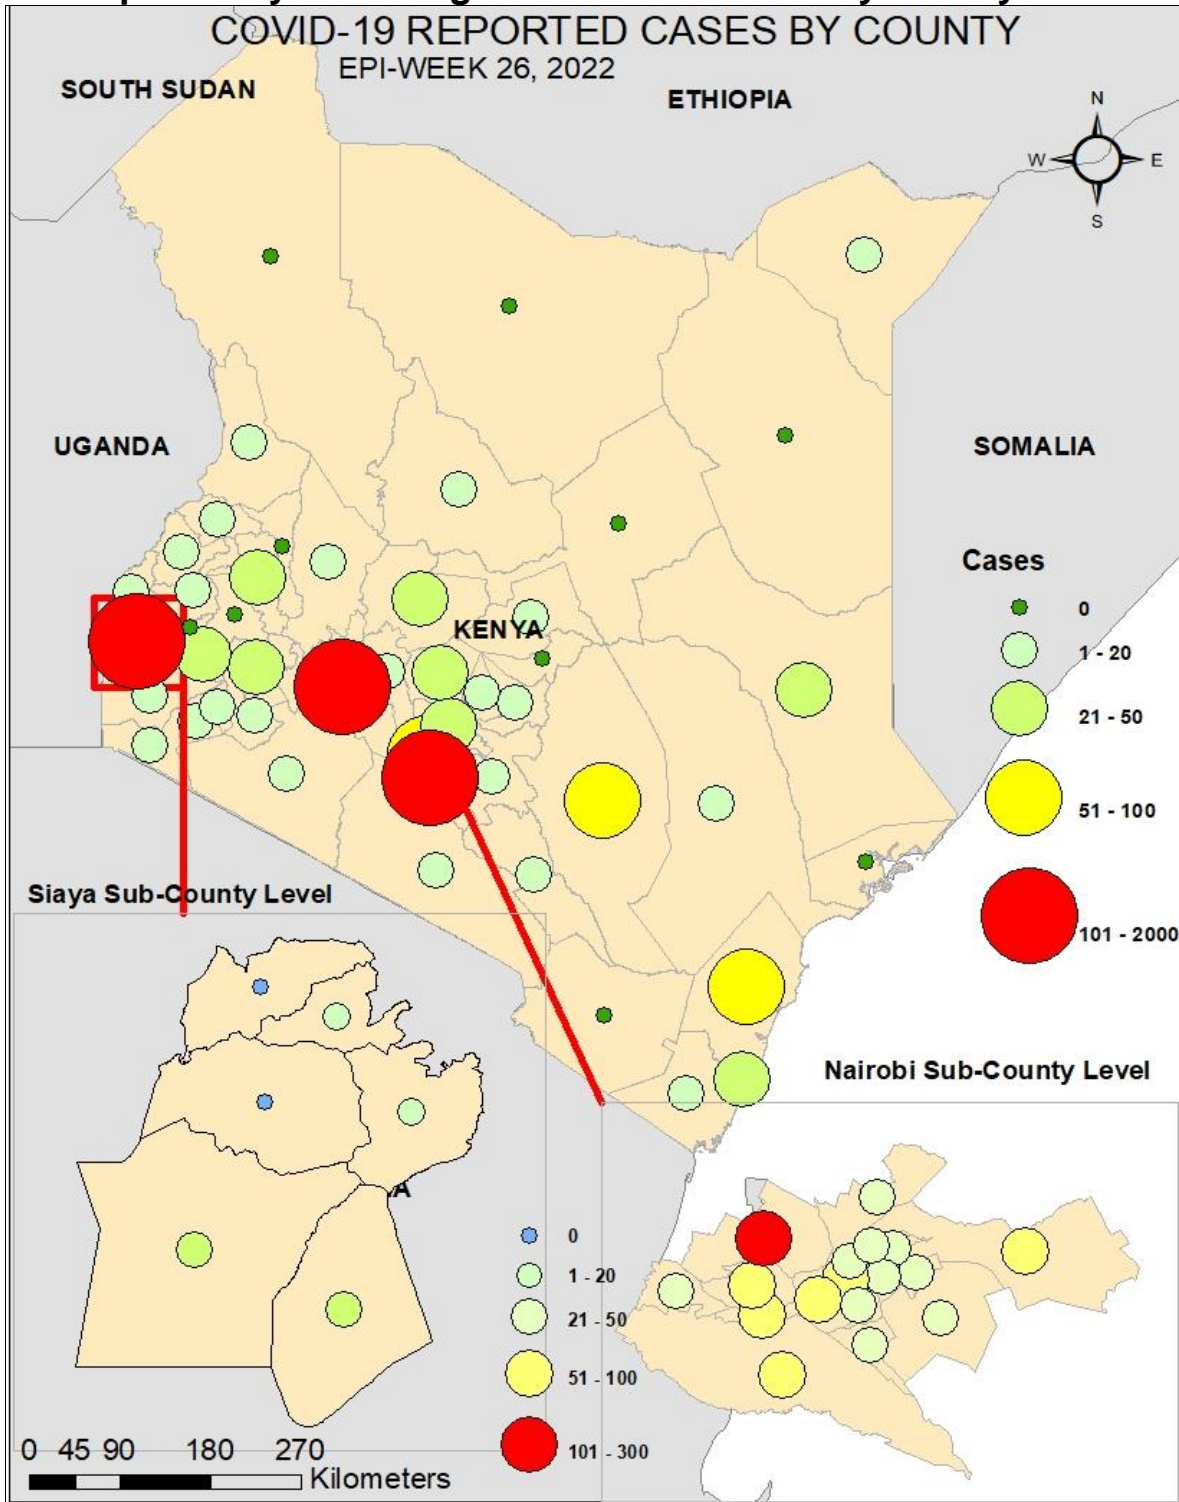 COVID-19 REPORTED CASES BY COUNTY
EPI-WEEK 26, 2022
SOUTH SUDAN
ETHIOPIA
N
W E
S
UGANDA
SOMALIA
Cases
0
1 - 20
21 - 50
51 - 100
101 - 2000
KENYA
Siaya Sub-County Level
Nairobi Sub-County Level
A
0
1 - 20
21 - 50
51 - 100
101 - 300
0 45 90 180 270
Kilometers